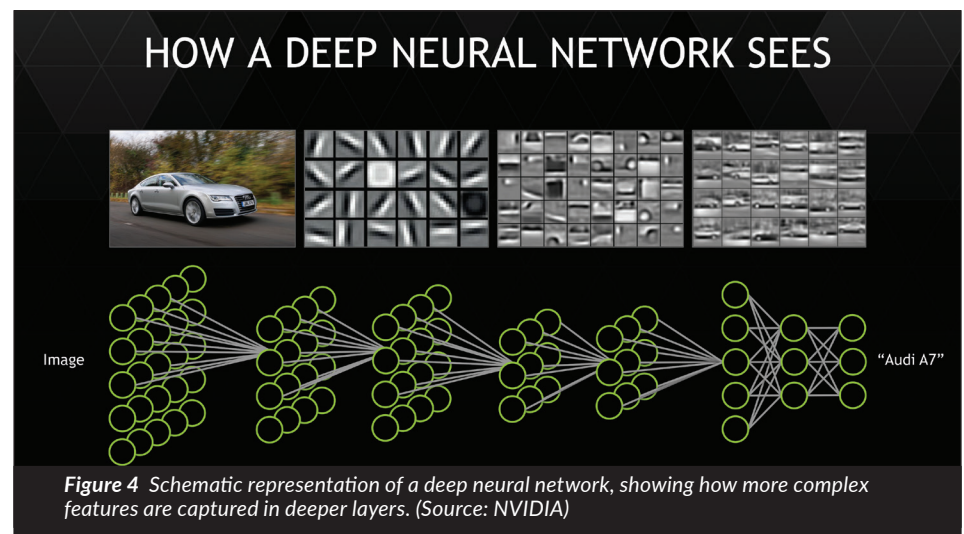 HOW A DEEP NEURAL NETWORK SEES
Image
“Audi A7”
Figure 4 Schematic representation of a deep neural network, showing how more complex
features are captured in deeper layers. (Source: NVIDIA)